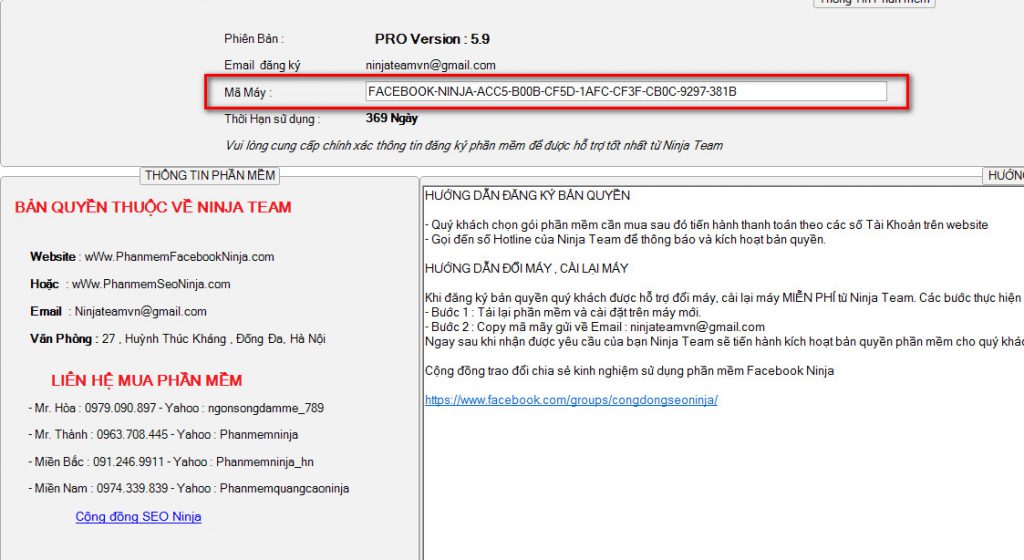 Thông Tin Phần mềm
Phiên Bản : PRO Version : 5.9
Email đăng ký ninjateamvn@gmail.com
Mã Máy : FACEBOOK-NINJA-ACC5-B00B-CF5D-1AFC-CF3F-CB0C-9297-381B
Thời Hạn sử dụng : 369 Ngày
Vui lòng cung cấp chính xác thông tin đăng ký phần mềm để được hỗ trợ tốt nhất từ Ninja Team
THÔNG TIN PHẦN MỀM
BẢN QUYỀN THUỘC VỀ NINJA TEAM
Website : wWw.PhanmemFacebookNinja.com
Hoặc : wWw.PhanmemSeoNinja.com
Email : Ninjateamvn@gmail.com
Văn Phòng : 27 , Huỳnh Thúc Kháng , Đống Đa, Hà Nội
LIÊN HỆ MUA PHẦN MỀM
- Mr. Hòa : 0979.090.897 - Yahoo : ngonsongdamme_789
- Mr. Thành : 0963.708.445 - Yahoo : Phanmemninja
- Miền Bắc : 091.246.9911 - Yahoo : Phanmemninja_hn
- Miền Nam : 0974.339.839 - Yahoo : Phanmemquangcaoninja
Cộng đồng SEO Ninja
HƯỚNG
HƯỚNG DẪN ĐĂNG KÝ BẢN QUYỀN
- Quý khách chọn gói phần mềm cần mua sau đó tiến hành thanh toán theo các số Tài Khoản trên website
- Gọi đến số Hotline của Ninja Team để thông báo và kích hoạt bản quyền.
HƯỚNG DẪN ĐỔI MÁY , CÀI LẠI MÁY
Khi đăng ký bản quyền quý khách được hỗ trợ đổi máy, cài lại máy MIỄN PHÍ từ Ninja Team. Các bước thực hiện
- Bước 1 : Tải lại phần mềm và cài đặt trên máy mới.
- Bước 2 : Copy mã mãy gửi về Email : ninjateamvn@gmail.com
Ngay sau khi nhận được yêu cầu của bạn Ninja Team sẽ tiến hành kích hoạt bản quyền phần mềm cho quý khác
Cộng đồng trao đổi chia sẻ kinh nghiệm sử dụng phần mềm Facebook Ninja
https://www.facebook.com/groups/congdongseoninja/